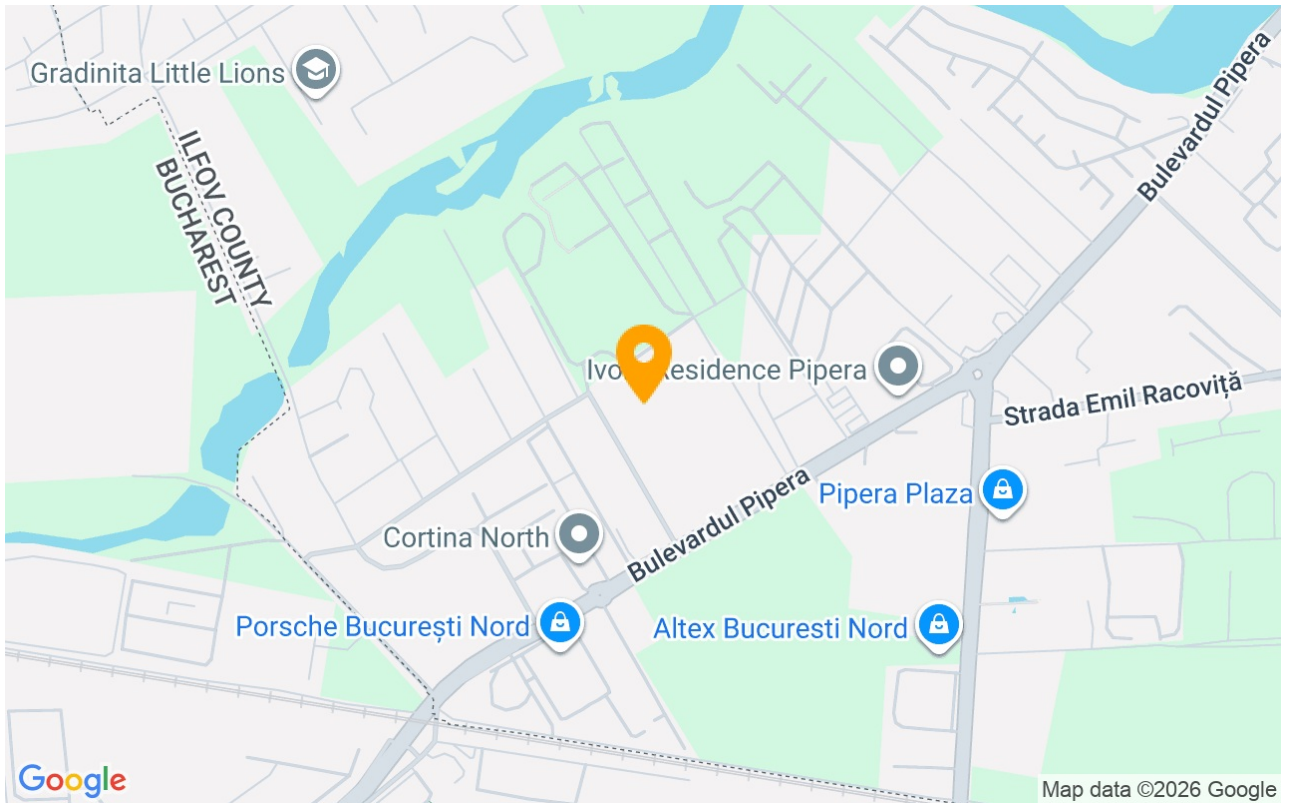 Gradinita Little Lions
Bulevardul Pipera
ILFOV COUNTY
BUCHAREST
Residence Pipera
Strada Emil Racoviță
Bulevardul Pipera
Pipera Plaza
Cortina North
Porsche București Nord
Altex Bucuresti Nord
Google
Map data ©2026 Google